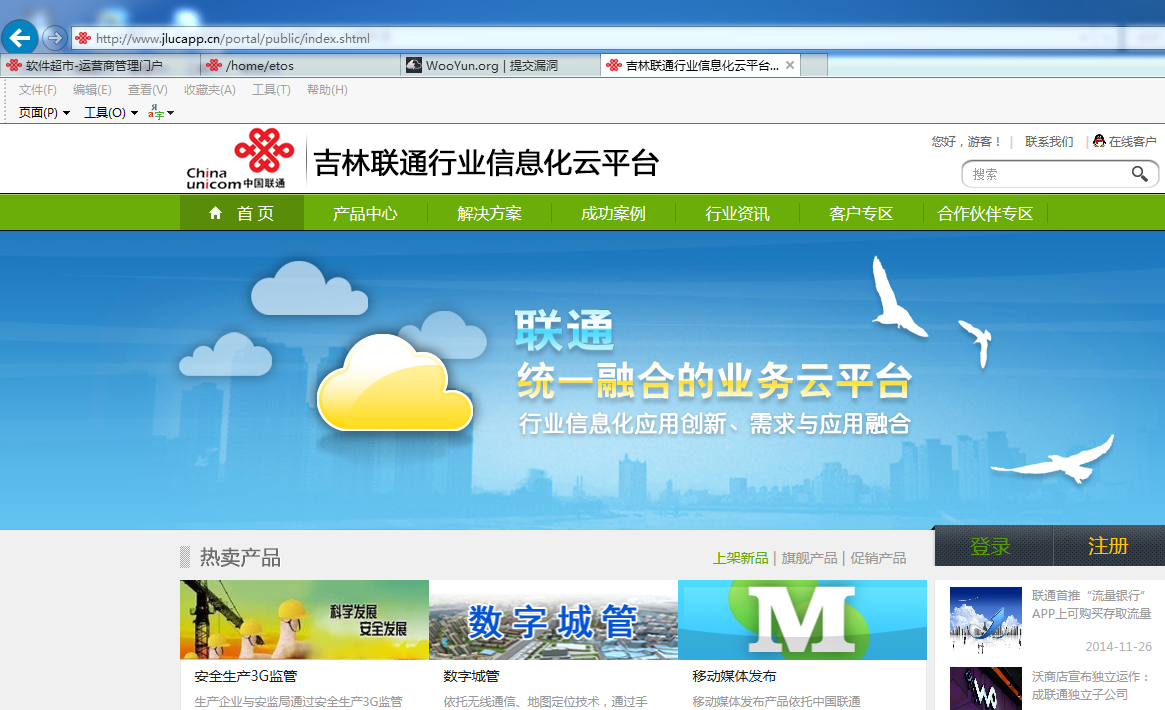 http://www.jlucapp.cn/portal/public/index.shtml
软件超市-运营商管理门户
/home/etos
WooYun.org | 提交漏洞
吉林联通行业信息化云平台...
文件(F) 编辑(E) 查看(V) 收藏夹(A) 工具(T) 帮助(H)
页面(P) 工具(O)
China unicom中国联通
吉林联通行业信息化云平台
您好，游客！ | 联系我们 | 在线客户
搜索
首 页 产品中心 解决方案 成功案例 行业资讯 客户专区 合作伙伴专区
联通
统一融合的业务云平台
行业信息化应用创新、需求与应用融合
热卖产品
上架新品 | 旗舰产品 | 促销产品
登录 注册
科学发展
安全发展
数字城管
M
安全生产3G监管
生产企业与安监局通过安全生产3G监管
数字城管
依托无线通信、地图定位技术，通过手
移动媒体发布
移动媒体发布产品依托中国联通
联通首推“流量银行”
APP上可购买存取流量
2014-11-26
沃商店宣布独立运作：
成联通独立子公司